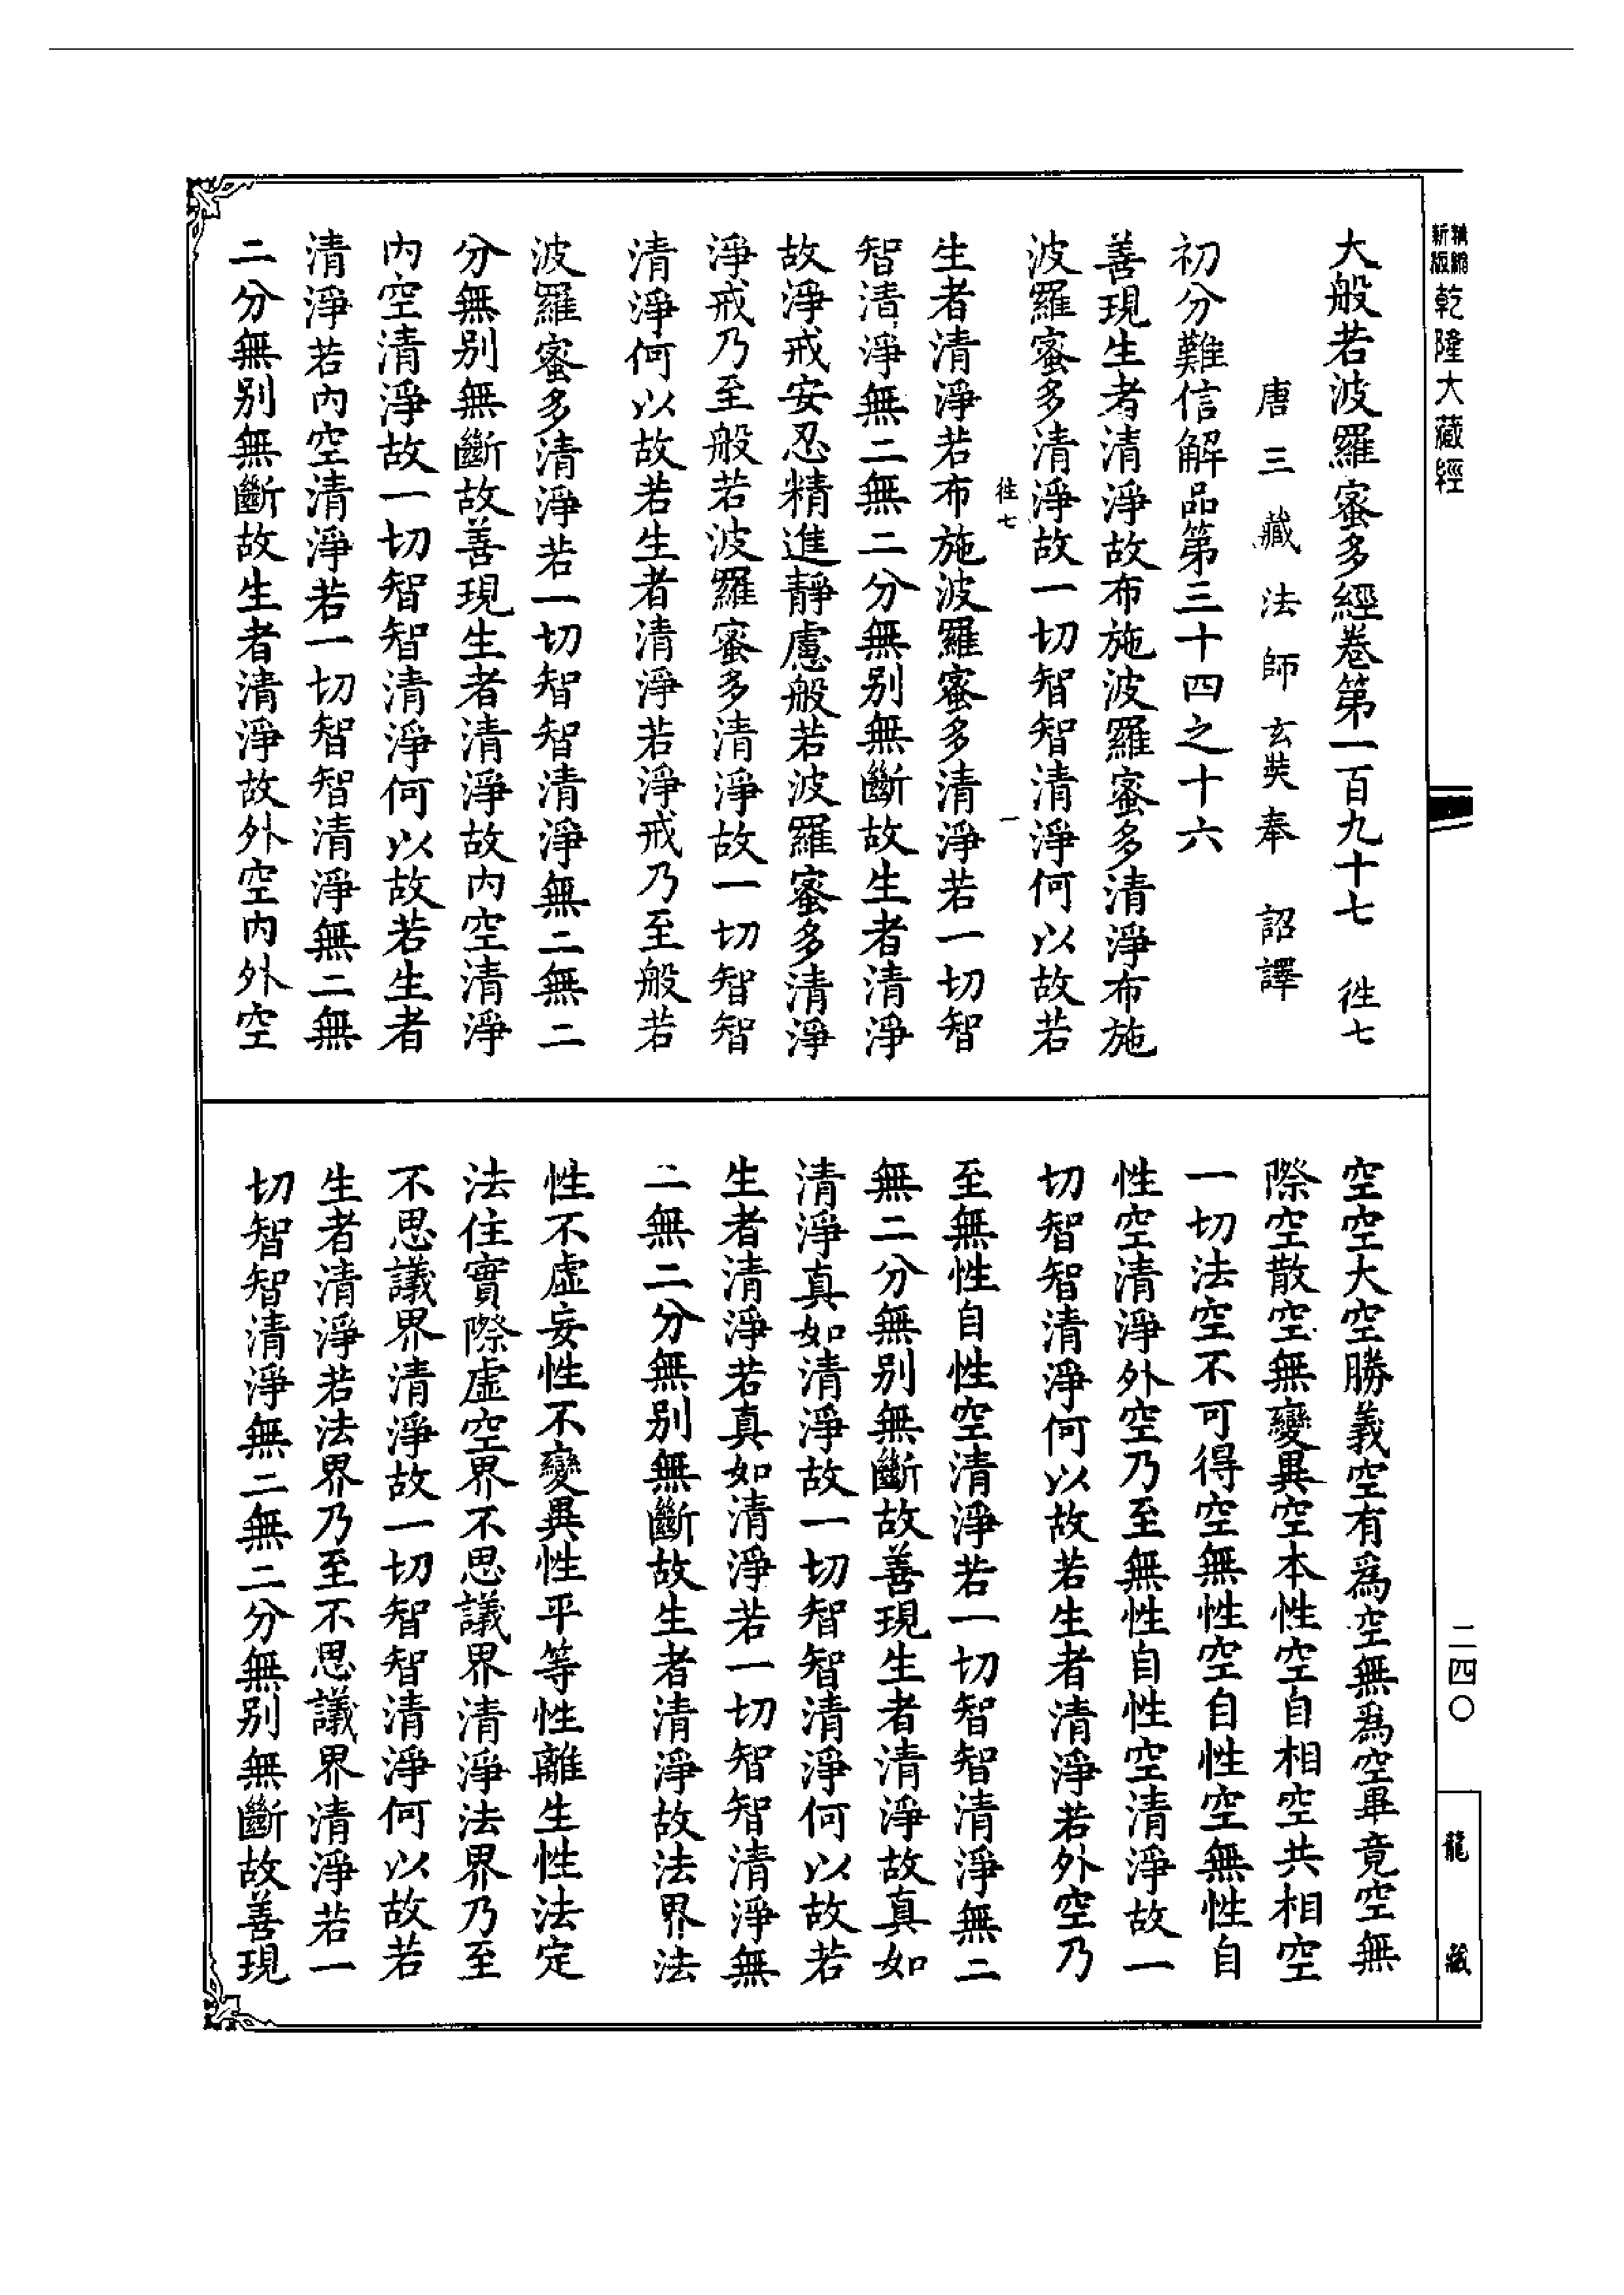 精縮
新版
乾隆大藏經
大般若波羅蜜多經卷第一百九十七　徃七
唐三藏法師玄奘奉　詔譯
初分難信解品第三十四之十六
善現生者清淨故布施波羅蜜多清淨布施
波羅蜜多清淨故一切智智清淨何以故若
徃七　一
生者清淨若布施波羅蜜多清淨若一切智
智清淨無二無二分無别無斷故生者清淨
故淨戒安忍精進靜慮般若波羅蜜多清淨
淨戒乃至般若波羅蜜多清淨故一切智智
清淨何以故若生者清淨若淨戒乃至般若
波羅蜜多清淨若一切智智清淨無二無二
分無别無斷故善現生者清淨故内空清淨
内空清淨故一切智智清淨何以故若生者
清淨若内空清淨若一切智智清淨無二無
二分無别無斷故生者清淨故外空内外空
空空大空勝義空有為空無為空畢竟空無
際空散空無變異空本性空自相空共相空
一切法空不可得空無性空自性空無性自
性空清淨外空乃至無性自性空清淨故一
切智智清淨何以故若生者清淨若外空乃
至無性自性空清淨若一切智智清淨無二
無二分無别無斷故善現生者清淨故真如
清淨真如清淨故一切智智清淨何以故若
生者清淨若真如清淨若一切智智清淨無
二無二分無别無斷故生者清淨故法界法
性不虛妄性不變異性平等性離生性法定
法住實際虛空界不思議界清淨法界乃至
不思議界清淨故一切智智清淨何以故若
生者清淨若法界乃至不思議界清淨若一
切智智清淨無二無二分無别無斷故善現
二四〇
龍藏